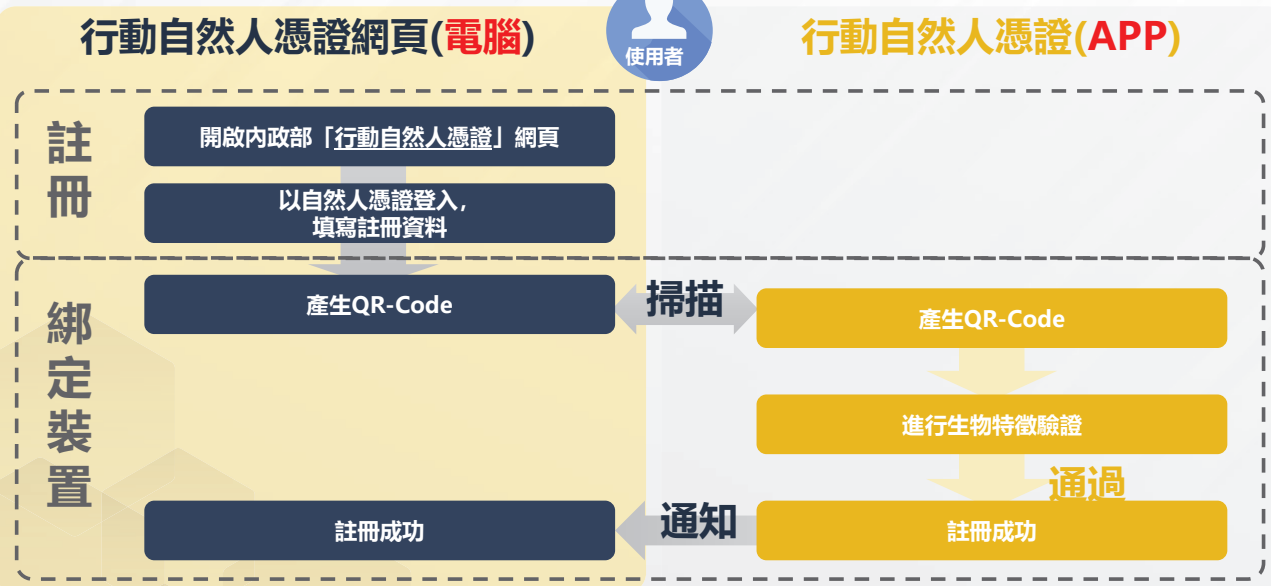 行動自然人憑證網頁(電腦)
使用者
行動自然人憑證(APP)
註冊
開啟內政部「行動自然人憑證」網頁
以自然人憑證登入,
填寫註冊資料
綁定裝置
產生QR-Code
掃描
產生QR-Code
進行生物特徵驗證
通過
註冊成功
通知
註冊成功